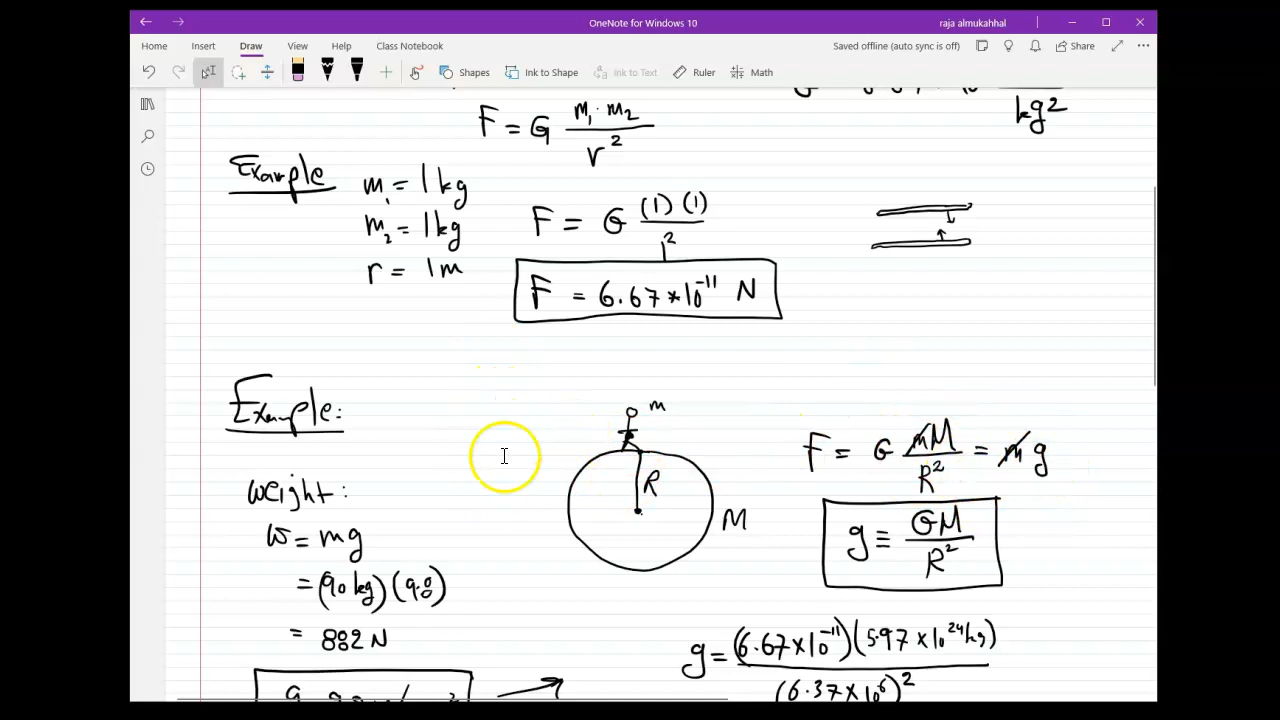 OneNote for Windows 10
raja almukahhal
Home Insert Draw View Help Class Notebook
Saved offline (auto sync is off) Share
Shapes Ink to Shape Ink to Text Ruler Math
F = G m₁ · m₂ / r²
kg²
Example
m₁ = 1 kg
m₂ = 1 kg
r = 1 m
F = G (1) (1) / 1²
F = 6.67 * 10⁻¹¹ N
Example:
m
R
M
F = G mM / R² = m g
g ≡ GM / R²
weight:
w = mg
= (90 kg) (9.8)
= 882 N
g = (6.67 x 10⁻¹¹) (5.97 x 10²⁴ kg) / (6.37 x 10⁶)²